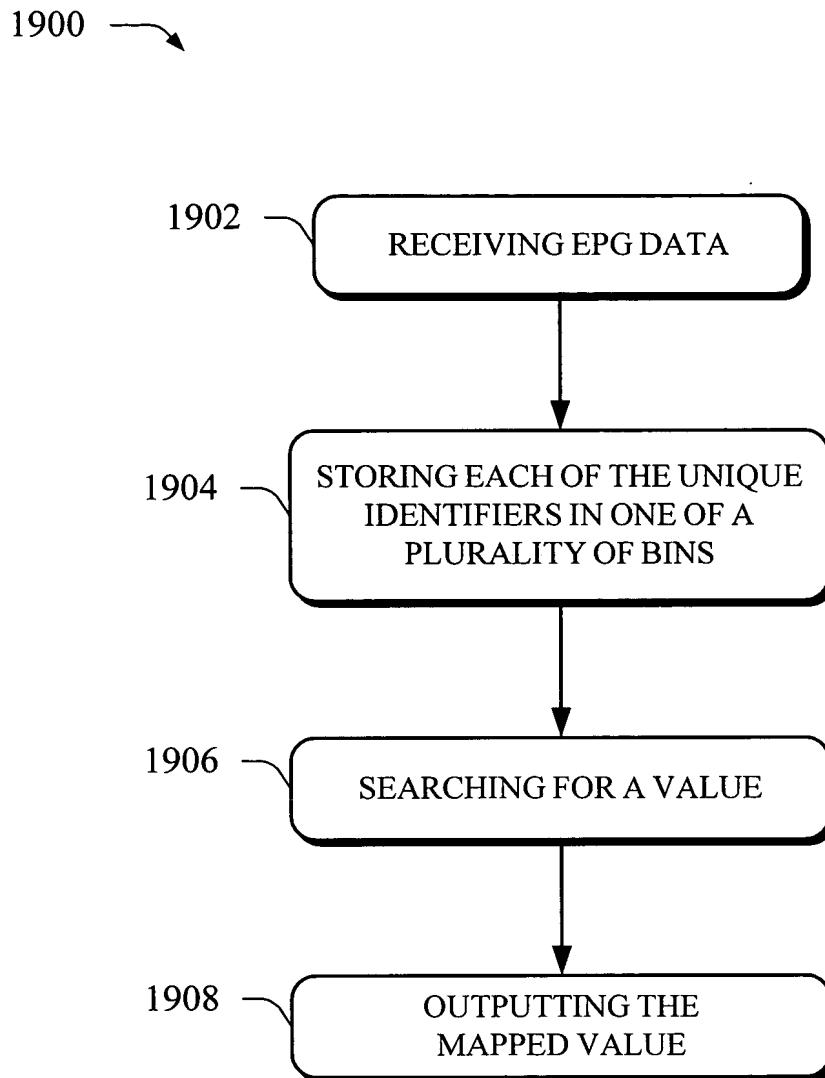 1900
1902
RECEIVING EPG DATA
1904
STORING EACH OF THE UNIQUE
IDENTIFIERS IN ONE OF A
PLURALITY OF BINS
1906
SEARCHING FOR A VALUE
1908
OUTPUTTING THE
MAPPED VALUE